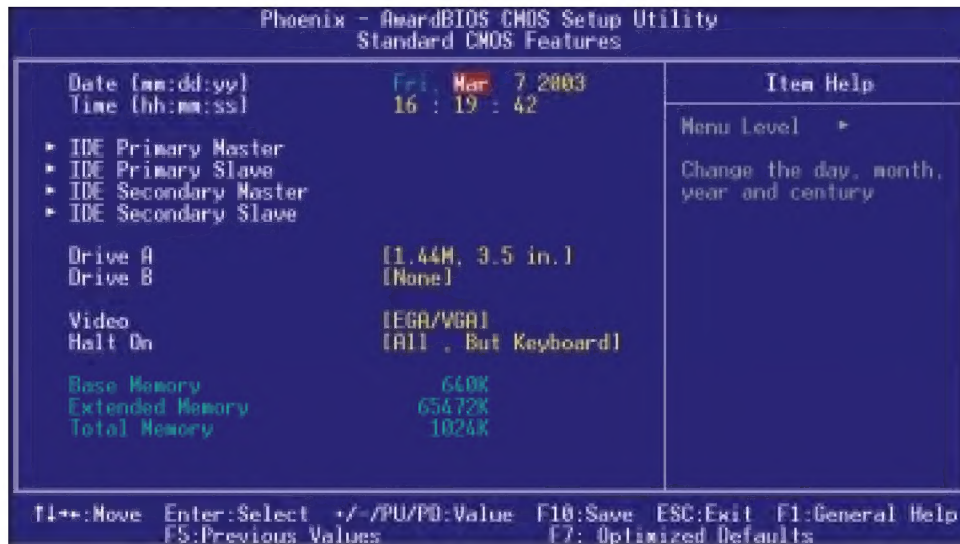 Phoenix - AwardBIOS CMOS Setup Utility
Standard CMOS Features
Date (mm:dd:yy) Fri, Mar 7 2003
Time (hh:mm:ss) 16 : 19 : 42
► IDE Primary Master
► IDE Primary Slave
► IDE Secondary Master
► IDE Secondary Slave
Drive A [1.44M, 3.5 in.]
Drive B [None]
Video [EGA/VGA]
Halt On [All , But Keyboard]
Base Memory 640K
Extended Memory 65472K
Total Memory 1024K
Item Help
Menu Level ►
Change the day, month,
year and century
↑↓→←:Move Enter:Select +/-/PU/PD:Value F10:Save ESC:Exit F1:General Help
F5:Previous Values F7: Optimized Defaults